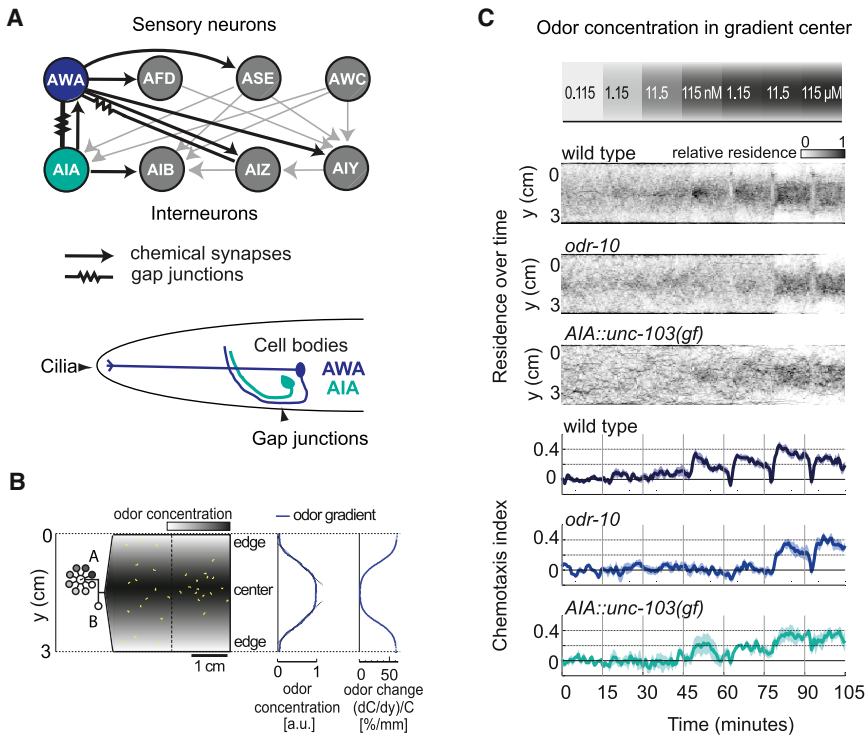 A
Sensory neurons
AWA
AFD
ASE
AWC
AIA
AIB
AIZ
AIY
Interneurons
chemical synapses
gap junctions
Cilia
Cell bodies
AWA
AIA
Gap junctions
B
odor concentration
odor gradient
0
y (cm)
3
A
B
edge
center
edge
1 cm
0 1
odor
concentration
[a.u.]
0 50
odor change
(dC/dy)/C
[%/mm]
C
Odor concentration in gradient center
0.115 1.15 11.5 115 nM 1.15 11.5 115 µM
0 1
wild type relative residence
Residence over time
0
y (cm)
3
odr-10
0
y (cm)
3
AIA::unc-103(gf)
0
y (cm)
3
Chemotaxis index
wild type
0.4
0
odr-10
0.4
0
AIA::unc-103(gf)
0.4
0
0 15 30 45 60 75 90 105
Time (minutes)